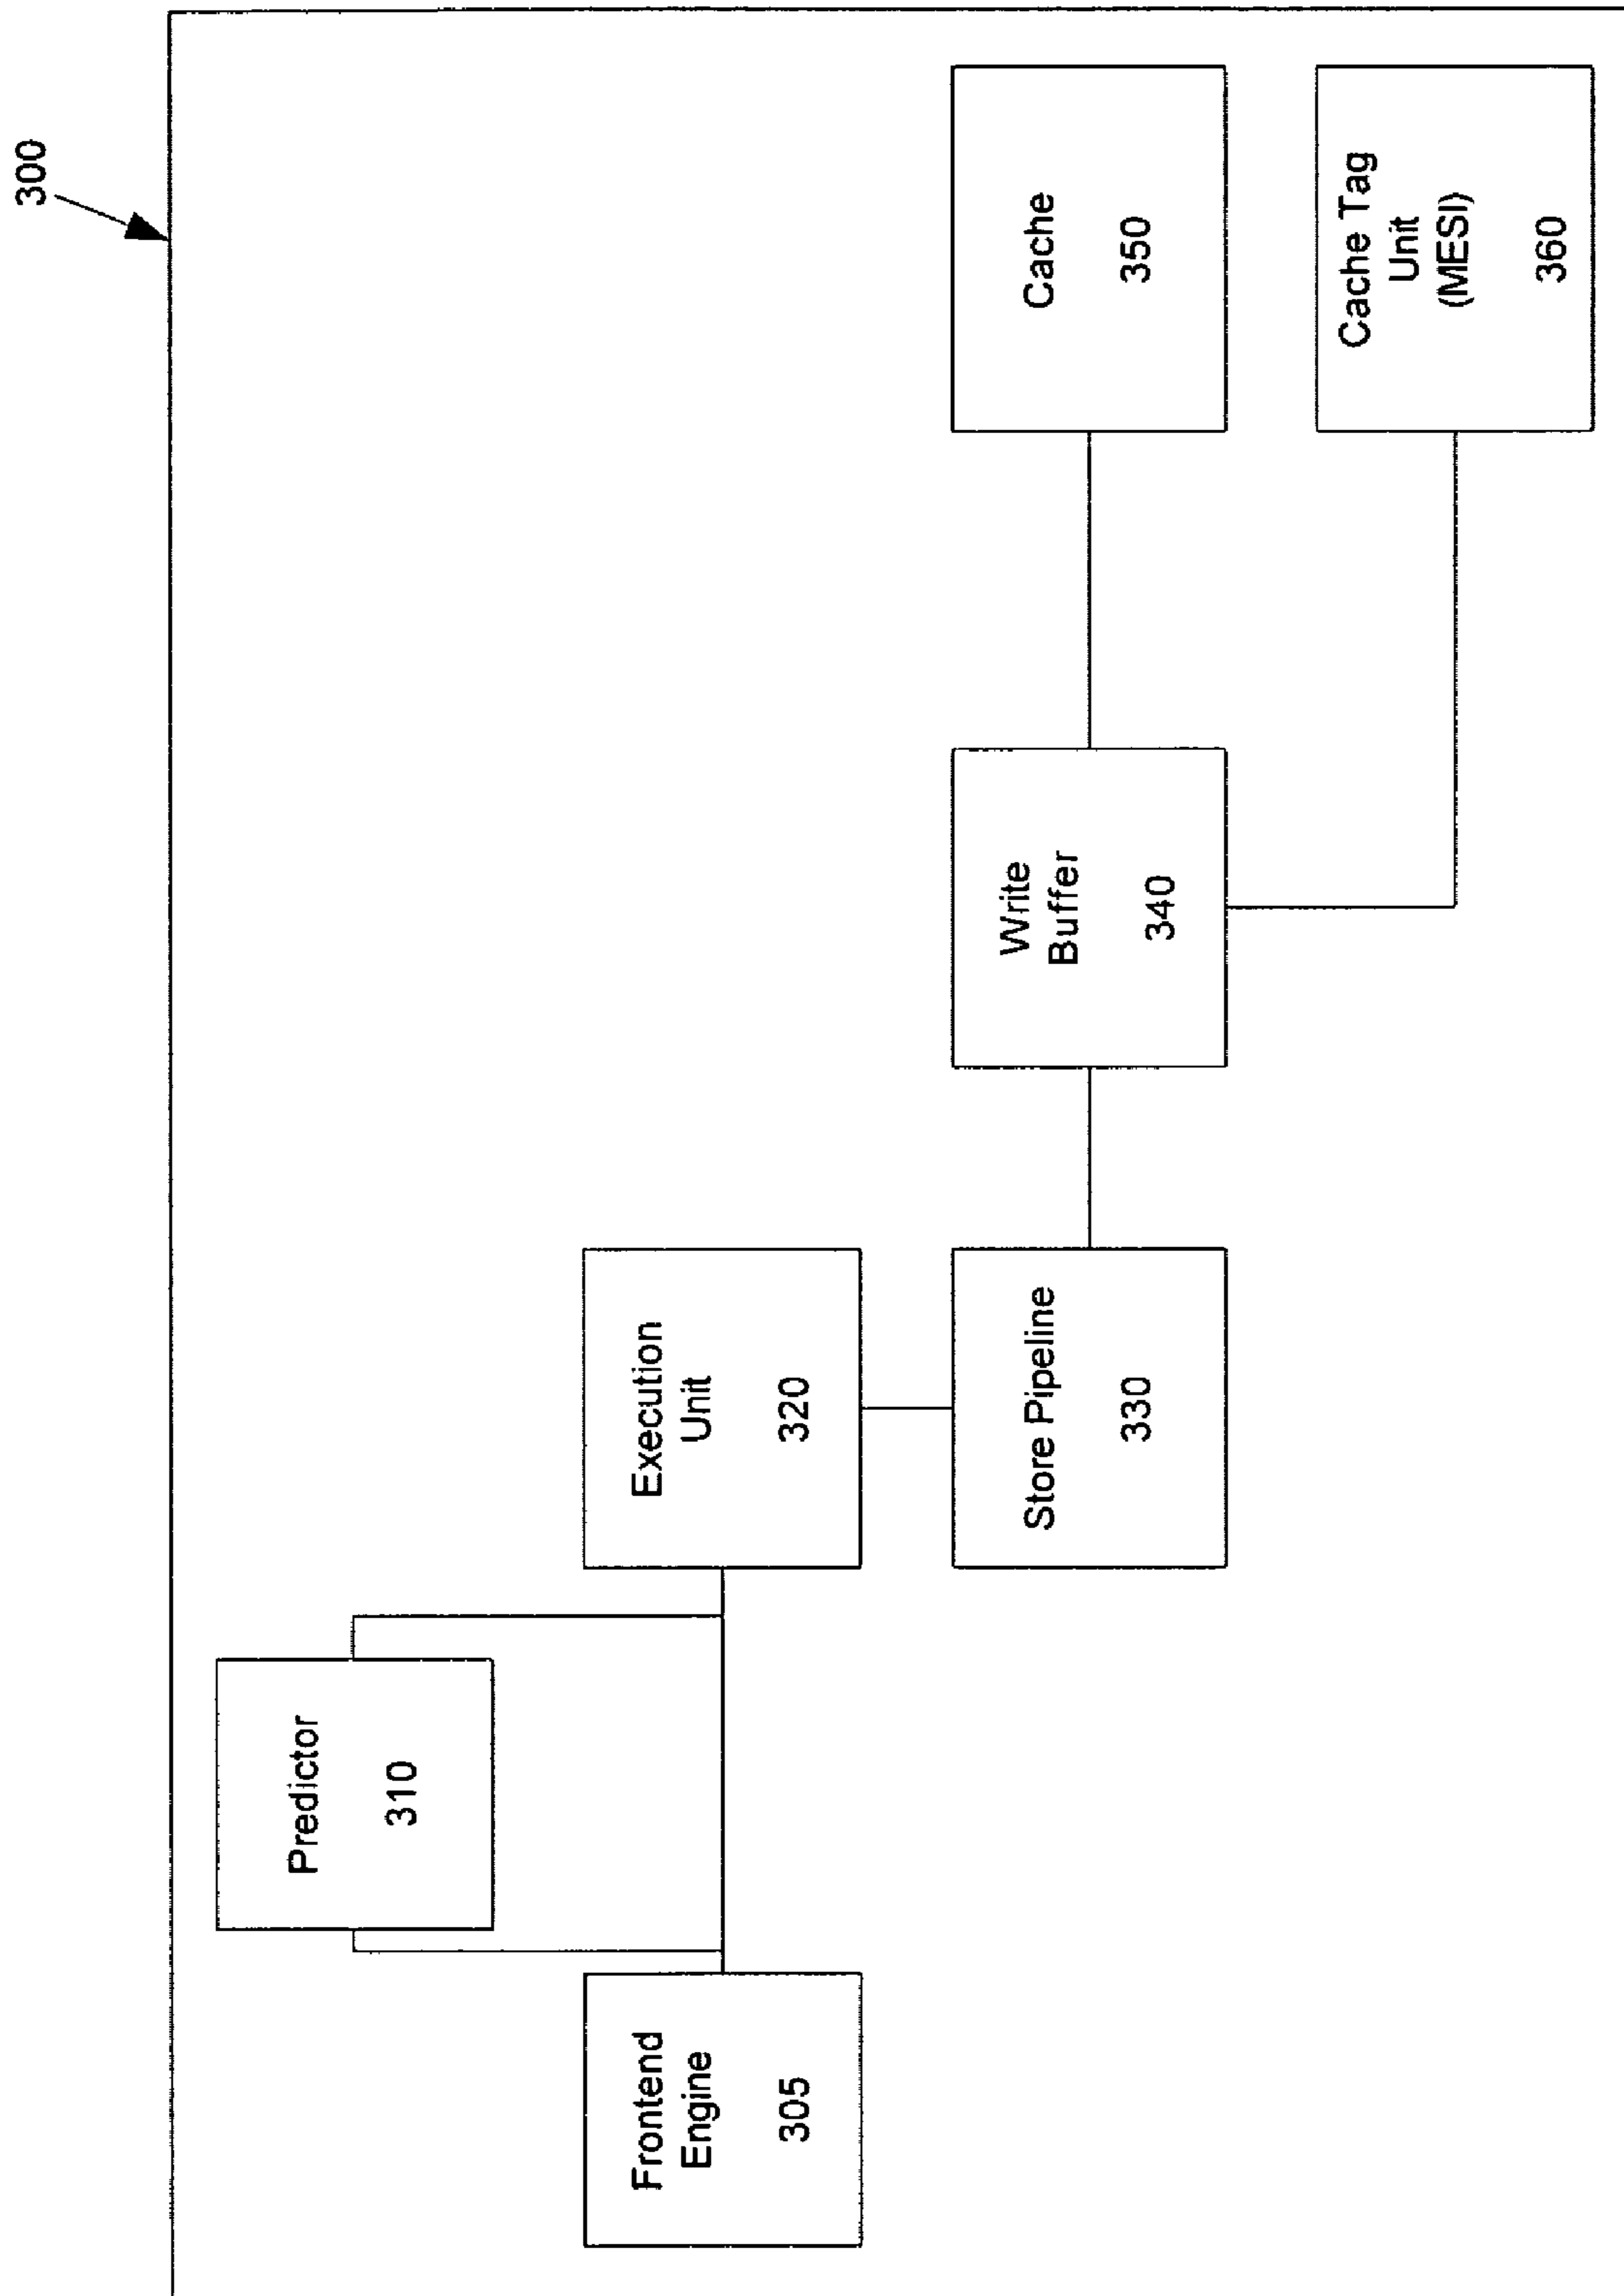 300
Predictor
310
Frontend
Engine
305
Execution
Unit
320
Store Pipeline
330
Write
Buffer
340
Cache
350
Cache Tag
Unit
(MESI)
360